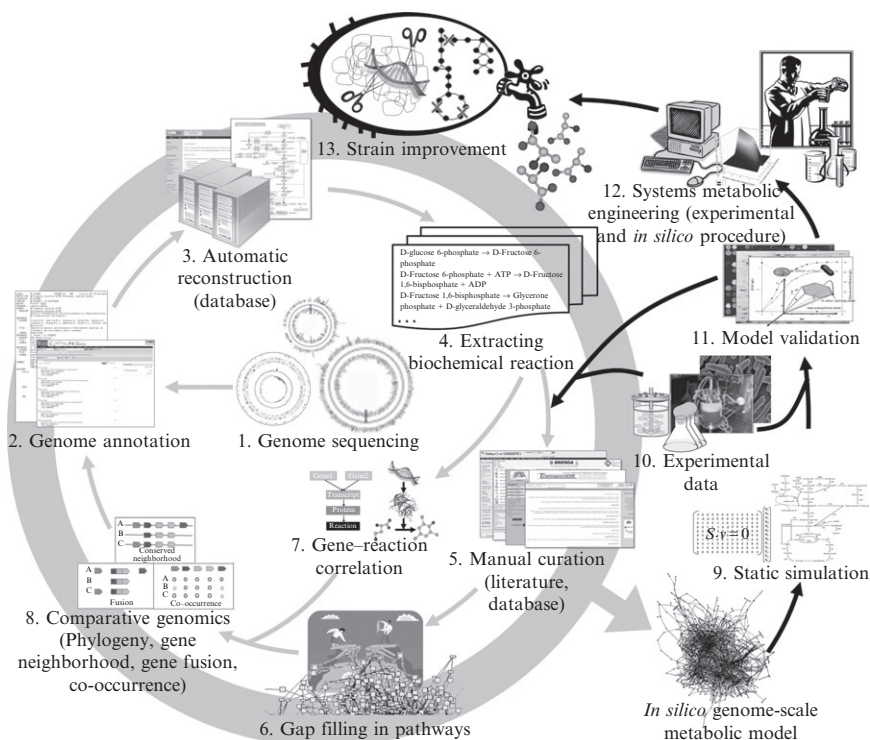 13. Strain improvement
12. Systems metabolic
engineering (experimental
and in silico procedure)
3. Automatic
reconstruction
(database)
D-glucose 6-phosphate → D-Fructose 6-
phosphate
D-Fructose 6-phosphate + ATP → D-Fructose
1,6-bisphosphate + ADP
D-Fructose 1,6-bisphosphate → Glycerone
phosphate + D-glyceraldehyde 3-phosphate
• • •
4. Extracting
biochemical reaction
11. Model validation
2. Genome annotation
1. Genome sequencing
10. Experimental
data
Gene1 Gene2
Transcript
Protein
Reaction
7. Gene–reaction
correlation
BRENDA
5. Manual curation
(literature,
database)
S.v=0
9. Static simulation
A
B
C
Conserved
neighborhood
A
B
C
Fusion
A
B
C
Co-occurrence
8. Comparative genomics
(Phylogeny, gene
neighborhood, gene fusion,
co-occurrence)
6. Gap filling in pathways
In silico genome-scale
metabolic model